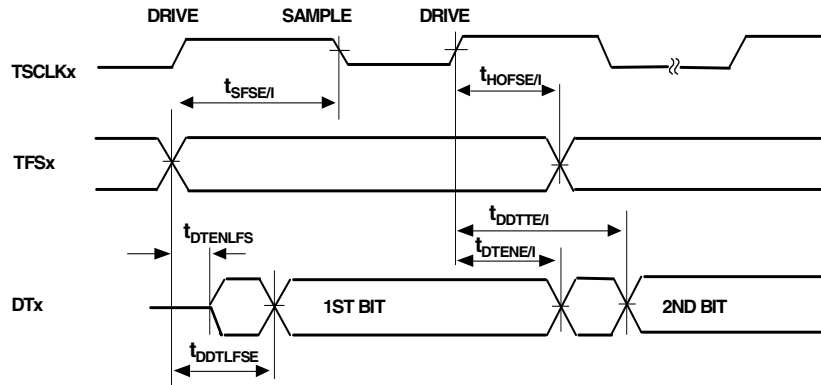 DRIVE SAMPLE DRIVE
TSCLKx
tSFSE/I tHOFSE/I
TFSx
tDDTTE/I
tDTENLFS
tDTENE/I
DTx 1ST BIT 2ND BIT
tDDTLFSE